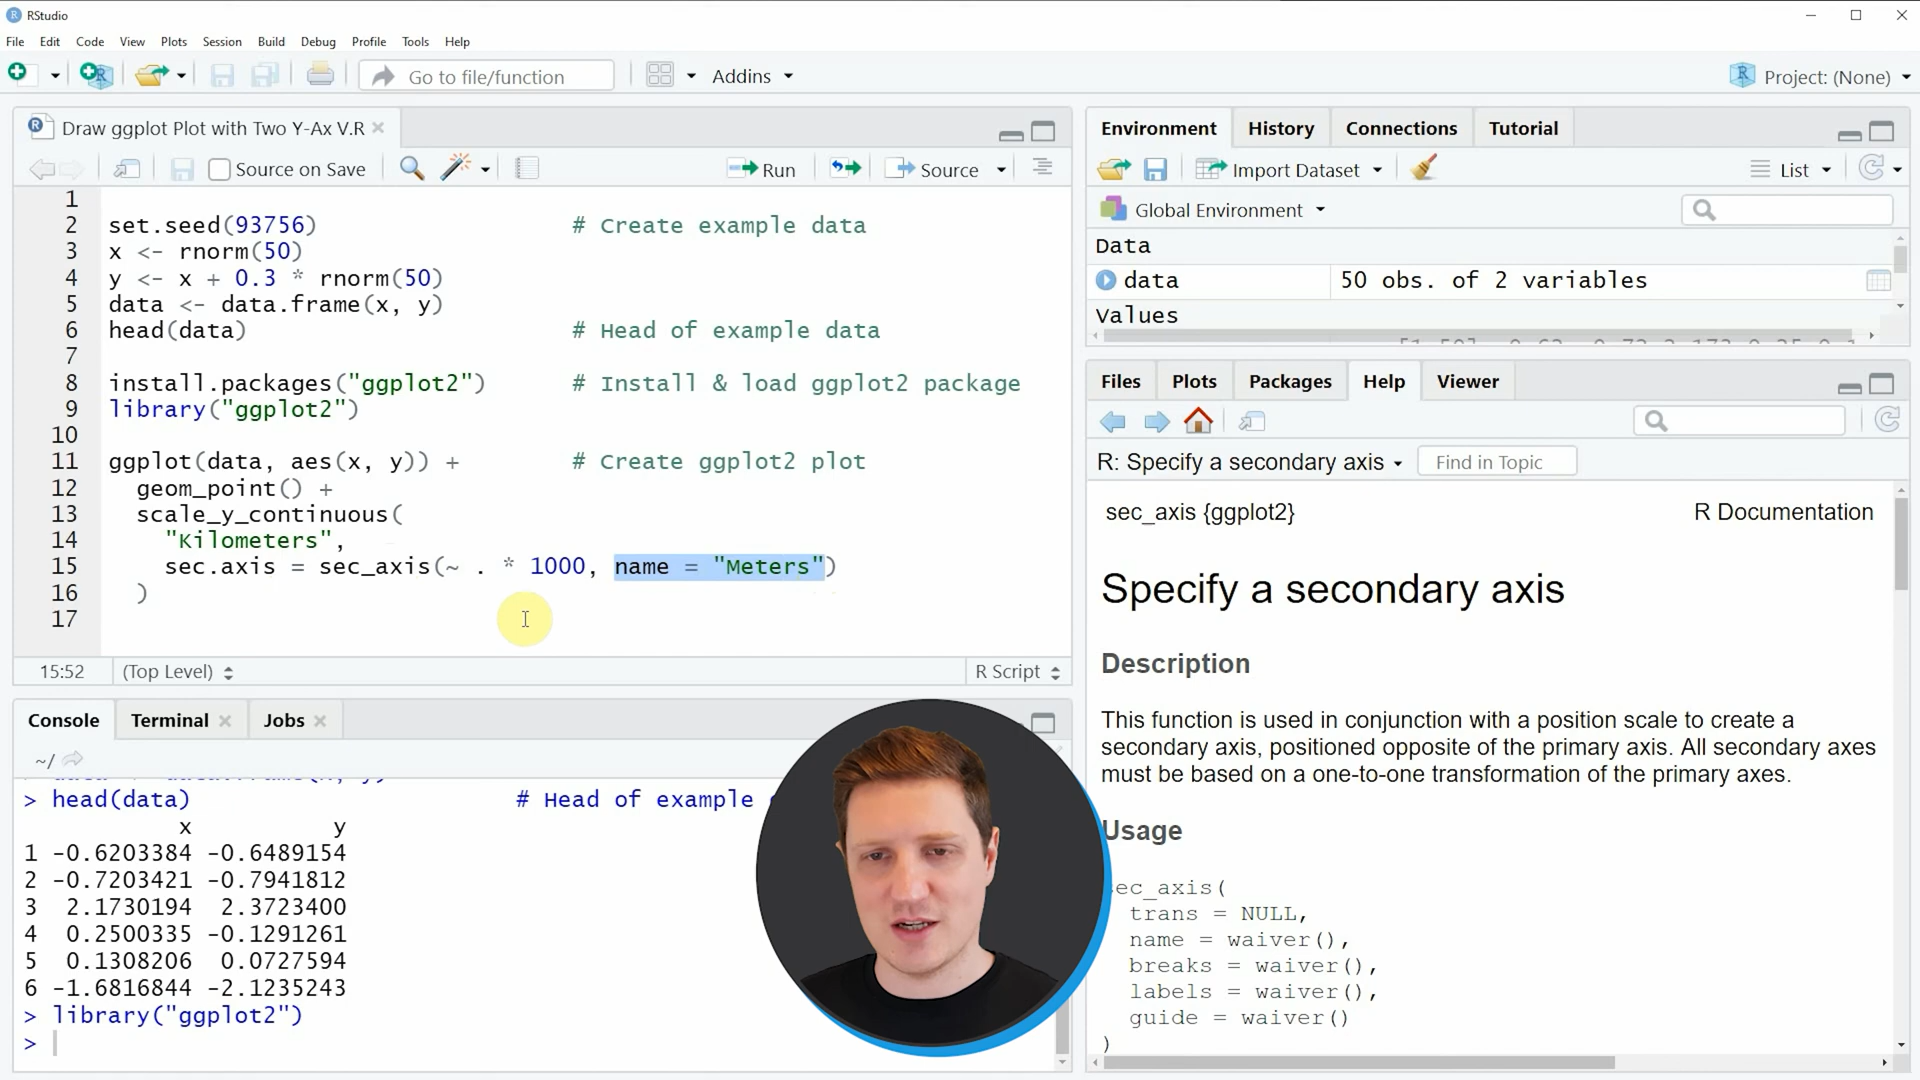 RStudio
File Edit Code View Plots Session Build Debug Profile Tools Help
Go to file/function Addins Project: (None)
Draw ggplot Plot with Two Y-Ax V.R
Source on Save Run Source
1
2 set.seed(93756) # Create example data
3 x <- rnorm(50)
4 y <- x + 0.3 * rnorm(50)
5 data <- data.frame(x, y)
6 head(data) # Head of example data
7
8 install.packages("ggplot2") # Install & load ggplot2 package
9 library("ggplot2")
10
11 ggplot(data, aes(x, y)) + # Create ggplot2 plot
12 geom_point() +
13 scale_y_continuous(
14 "Kilometers",
15 sec.axis = sec_axis(~ . * 1000, name = "Meters")
16 )
17
15:52 (Top Level) R Script
Console Terminal Jobs
~/
> head(data) # Head of example
x y
1 -0.6203384 -0.6489154
2 -0.7203421 -0.7941812
3 2.1730194 2.3723400
4 0.2500335 -0.1291261
5 0.1308206 0.0727594
6 -1.6816844 -2.1235243
> library("ggplot2")
>
Environment History Connections Tutorial
Import Dataset List
Global Environment
Data
data 50 obs. of 2 variables
Values
Files Plots Packages Help Viewer
R: Specify a secondary axis Find in Topic
sec_axis {ggplot2} R Documentation
Specify a secondary axis
Description
This function is used in conjunction with a position scale to create a
secondary axis, positioned opposite of the primary axis. All secondary axes
must be based on a one-to-one transformation of the primary axes.
Usage
sec_axis(
trans = NULL,
name = waiver(),
breaks = waiver(),
labels = waiver(),
guide = waiver()
)